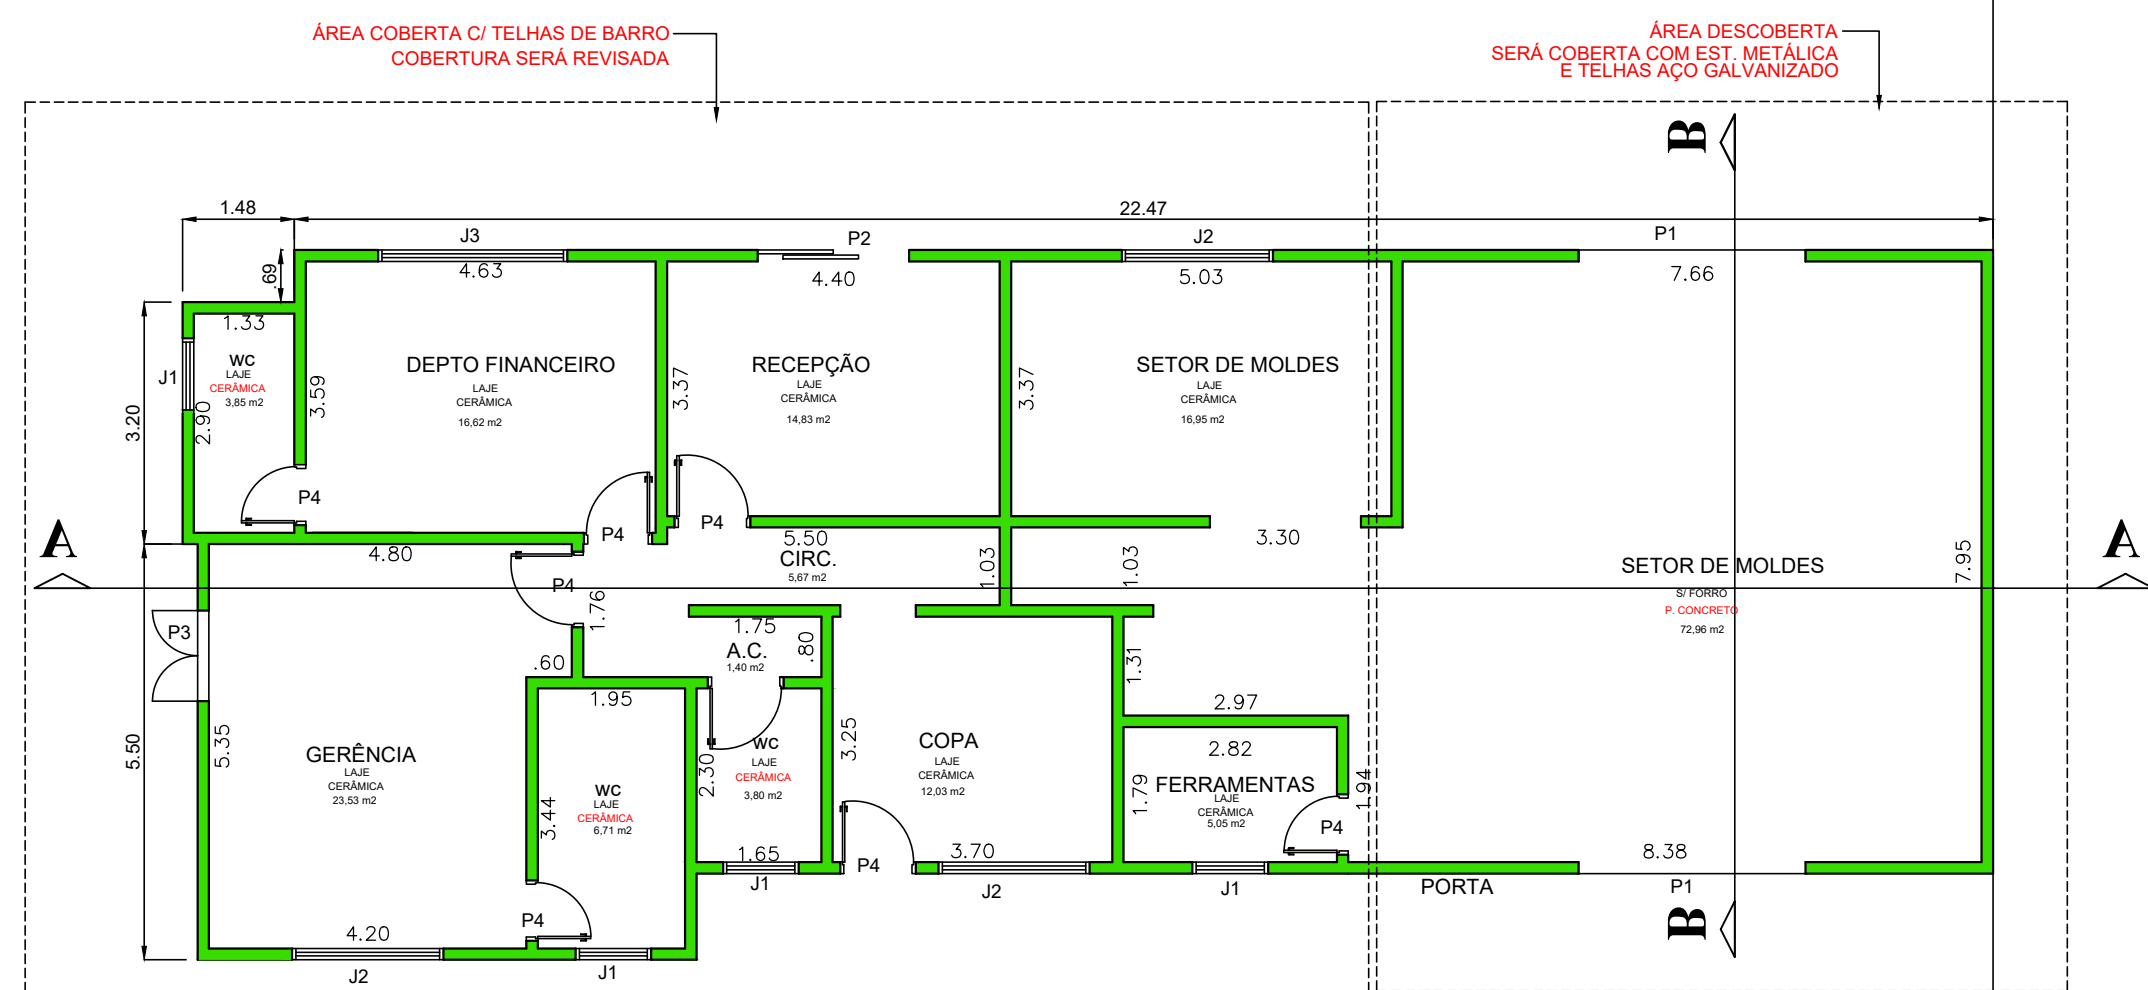 ÁREA COBERTA C/ TELHAS DE BARRO
COBERTURA SERÁ REVISADA
ÁREA DESCOBERTA
SERÁ COBERTA COM EST. METÁLICA
E TELHAS AÇO GALVANIZADO
B
1.48
22.47
J3
P2
J2
P1
.69
4.63
4.40
5.03
7.66
1.33
WC
LAJE
CERÂMICA
3,85 m2
J1
2.90
3.20
3.59
DEPTO FINANCEIRO
LAJE
CERÂMICA
16,62 m2
3.37
RECEPÇÃO
LAJE
CERÂMICA
14,83 m2
3.37
SETOR DE MOLDES
LAJE
CERÂMICA
16,95 m2
P4
P4
P4
A
4.80
5.50
CIRC.
5,67 m2
1.03
1.03
3.30
SETOR DE MOLDES
S/ FORRO
P. CONCRETO
72,96 m2
7.95
A
P4
1.76
P3
1.75
A.C.
1,40 m2
.80
.60
1.31
1.95
2.97
5.50
5.35
GERÊNCIA
LAJE
CERÂMICA
23,53 m2
WC
LAJE
CERÂMICA
6,71 m2
3.44
2.30
WC
LAJE
CERÂMICA
3,80 m2
3.25
COPA
LAJE
CERÂMICA
12,03 m2
2.82
1.79
FERRAMENTAS
LAJE
CERÂMICA
5,05 m2
1.94
P4
1.65
J1
P4
3.70
J2
J1
8.38
PORTA
P1
P4
4.20
J2
J1
B